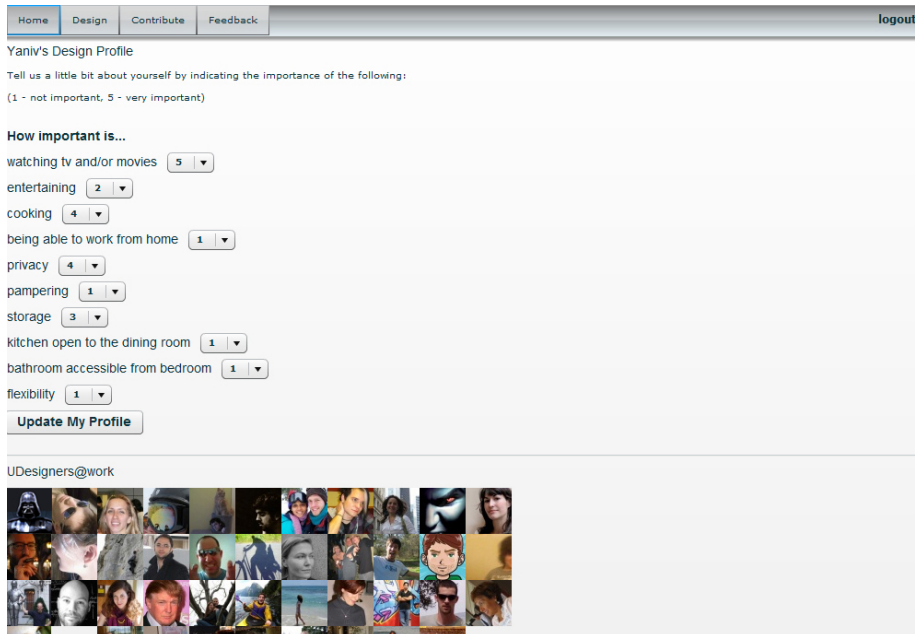 Home Design Contribute Feedback logout
Yaniv's Design Profile
Tell us a little bit about yourself by indicating the importance of the following:
(1 - not important, 5 - very important)
How important is...
watching tv and/or movies 5
entertaining 2
cooking 4
being able to work from home 1
privacy 4
pampering 1
storage 3
kitchen open to the dining room 1
bathroom accessible from bedroom 1
flexibility 1
Update My Profile
UDesigners@work